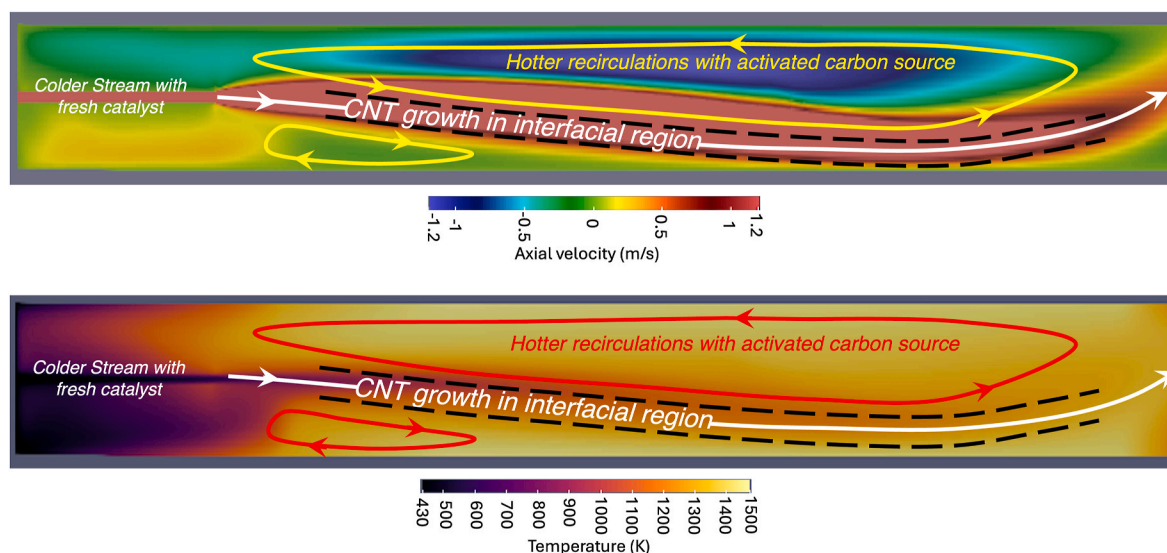 Hotter recirculations with activated carbon source
Colder Stream with
fresh catalyst
CNT growth in interfacial region
-1.2 -1 -0.5 0 0.5 1 1.2
Axial velocity (m/s)
Hotter recirculations with activated carbon source
Colder Stream with
fresh catalyst
CNT growth in interfacial region
430 500 600 700 800 900 1000 1100 1200 1300 1400 1500
Temperature (K)